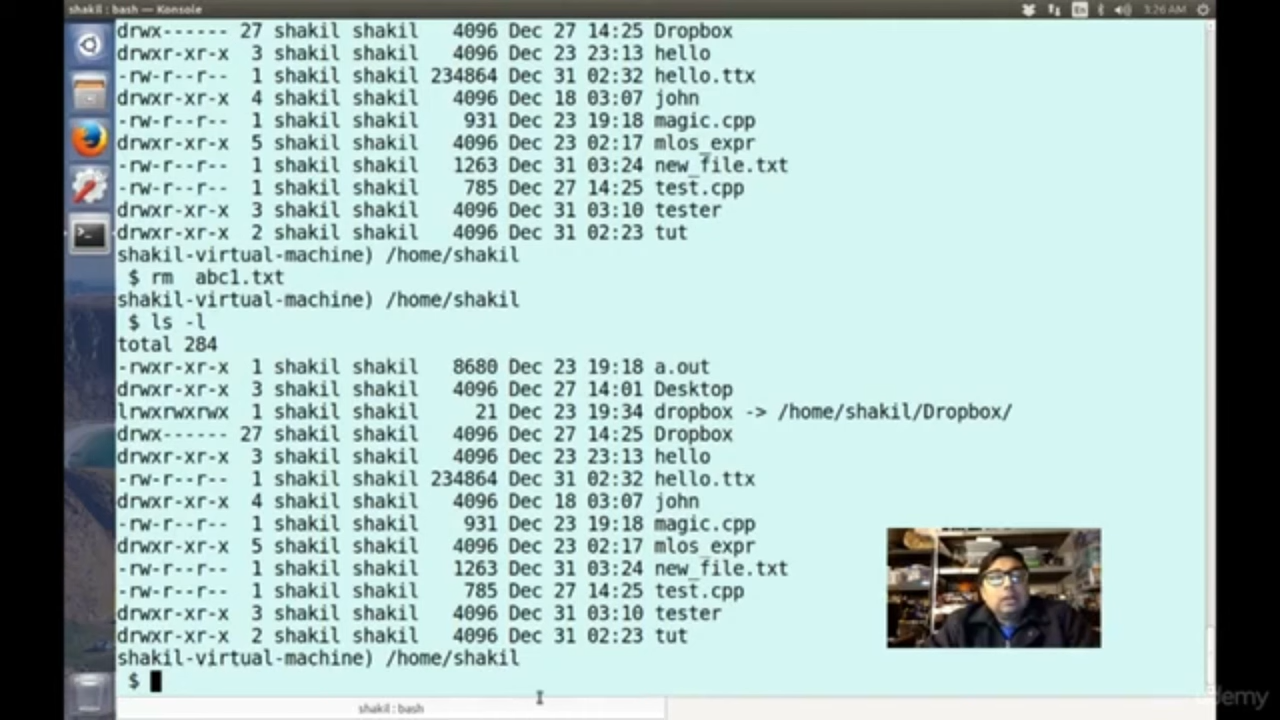 shakil : bash — Konsole
En 3:26 AM
drwx------ 27 shakil shakil   4096 Dec 27 14:25 Dropbox
drwxr-xr-x  3 shakil shakil   4096 Dec 23 23:13 hello
-rw-r--r--  1 shakil shakil 234864 Dec 31 02:32 hello.ttx
drwxr-xr-x  4 shakil shakil   4096 Dec 18 03:07 john
-rw-r--r--  1 shakil shakil    931 Dec 23 19:18 magic.cpp
drwxr-xr-x  5 shakil shakil   4096 Dec 23 02:17 mlos_expr
-rw-r--r--  1 shakil shakil   1263 Dec 31 03:24 new_file.txt
-rw-r--r--  1 shakil shakil    785 Dec 27 14:25 test.cpp
drwxr-xr-x  3 shakil shakil   4096 Dec 31 03:10 tester
drwxr-xr-x  2 shakil shakil   4096 Dec 31 02:23 tut
shakil-virtual-machine) /home/shakil
 $ rm  abc1.txt
shakil-virtual-machine) /home/shakil
 $ ls -l
total 284
-rwxr-xr-x  1 shakil shakil   8680 Dec 23 19:18 a.out
drwxr-xr-x  3 shakil shakil   4096 Dec 27 14:01 Desktop
lrwxrwxrwx  1 shakil shakil     21 Dec 23 19:34 dropbox -> /home/shakil/Dropbox/
drwx------ 27 shakil shakil   4096 Dec 27 14:25 Dropbox
drwxr-xr-x  3 shakil shakil   4096 Dec 23 23:13 hello
-rw-r--r--  1 shakil shakil 234864 Dec 31 02:32 hello.ttx
drwxr-xr-x  4 shakil shakil   4096 Dec 18 03:07 john
-rw-r--r--  1 shakil shakil    931 Dec 23 19:18 magic.cpp
drwxr-xr-x  5 shakil shakil   4096 Dec 23 02:17 mlos_expr
-rw-r--r--  1 shakil shakil   1263 Dec 31 03:24 new_file.txt
-rw-r--r--  1 shakil shakil    785 Dec 27 14:25 test.cpp
drwxr-xr-x  3 shakil shakil   4096 Dec 31 03:10 tester
drwxr-xr-x  2 shakil shakil   4096 Dec 31 02:23 tut
shakil-virtual-machine) /home/shakil
 $
shakil : bash
udemy